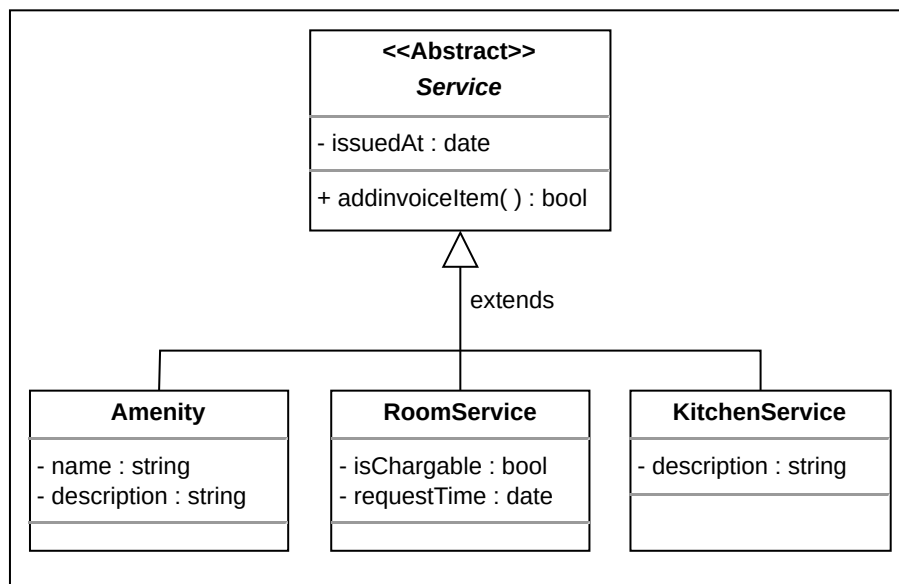 <<Abstract>>
Service
- issuedAt : date
+ addinvoiceItem( ) : bool
extends
Amenity
- name : string
- description : string
RoomService
- isChargable : bool
- requestTime : date
KitchenService
- description : string